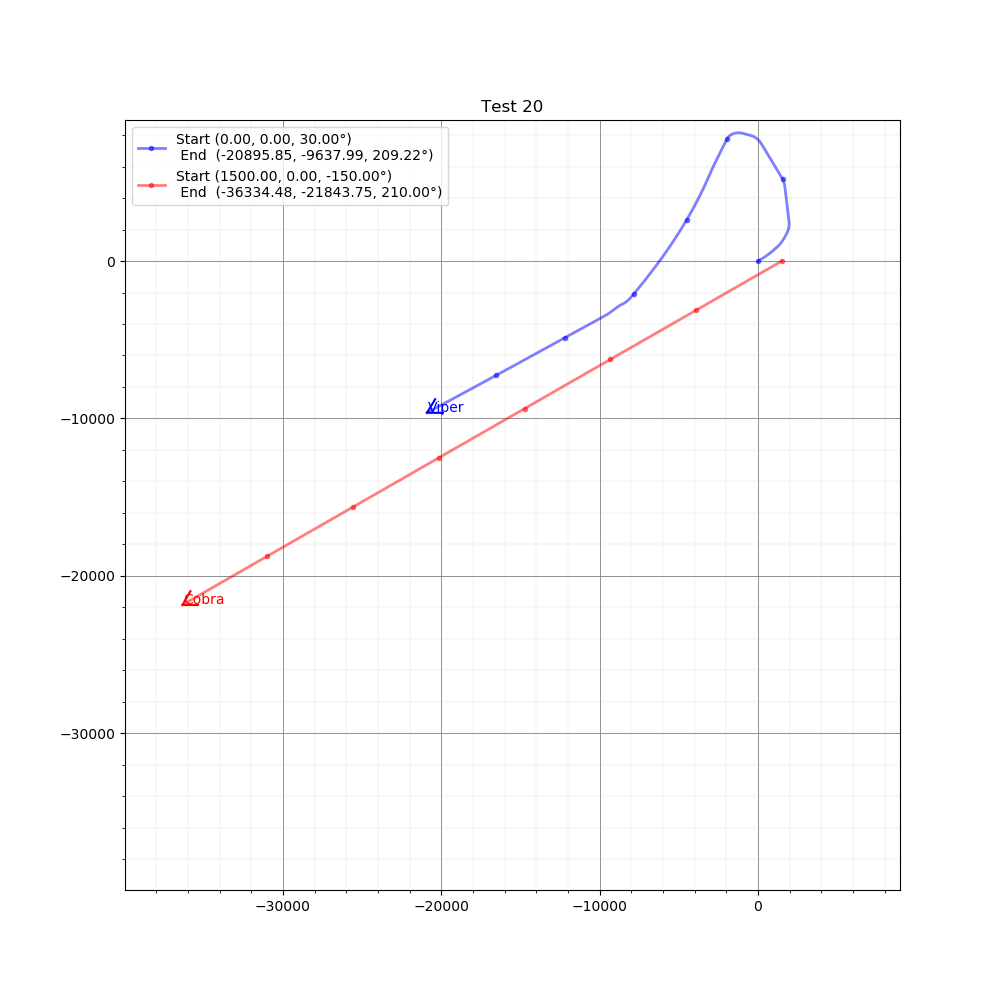 Test 20
Start (0.00, 0.00, 30.00°)
End  (-20895.85, -9637.99, 209.22°)
Start (1500.00, 0.00, -150.00°)
End  (-36334.48, -21843.75, 210.00°)
0
Viper
−10000
−20000
Cobra
−30000
−30000
−20000
−10000
0